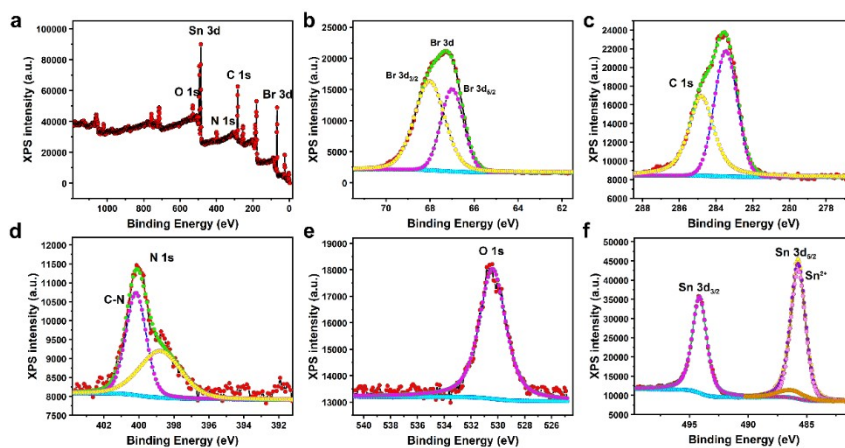 a
XPS intensity (a.u.)
100000
80000
60000
40000
20000
0
Sn 3d
O 1s
C 1s
N 1s
Br 3d
1200 1000 800 600 400 200 0
Binding Energy (eV)
b
XPS intensity (a.u.)
25000
20000
15000
10000
5000
0
Br 3d
Br 3d3/2
Br 3d5/2
70 68 66 64 62
Binding Energy (eV)
c
XPS intensity (a.u.)
24000
22000
20000
18000
16000
14000
12000
10000
8000
6000
C 1s
288 286 284 282 280 278 276
Binding Energy (eV)
d
XPS intensity (a.u.)
12000
11500
11000
10500
10000
9500
9000
8500
8000
7500
N 1s
C-N
402 400 398 396 394 392
Binding Energy (eV)
e
XPS intensity (a.u.)
19000
18000
17000
16000
15000
14000
13000
O 1s
540 538 536 534 532 530 528 526
Binding Energy (eV)
f
XPS intensity (a.u.)
50000
45000
40000
35000
30000
25000
20000
15000
10000
5000
Sn 3d5/2
Sn²⁺
Sn 3d3/2
495 490 485
Binding Energy (eV)